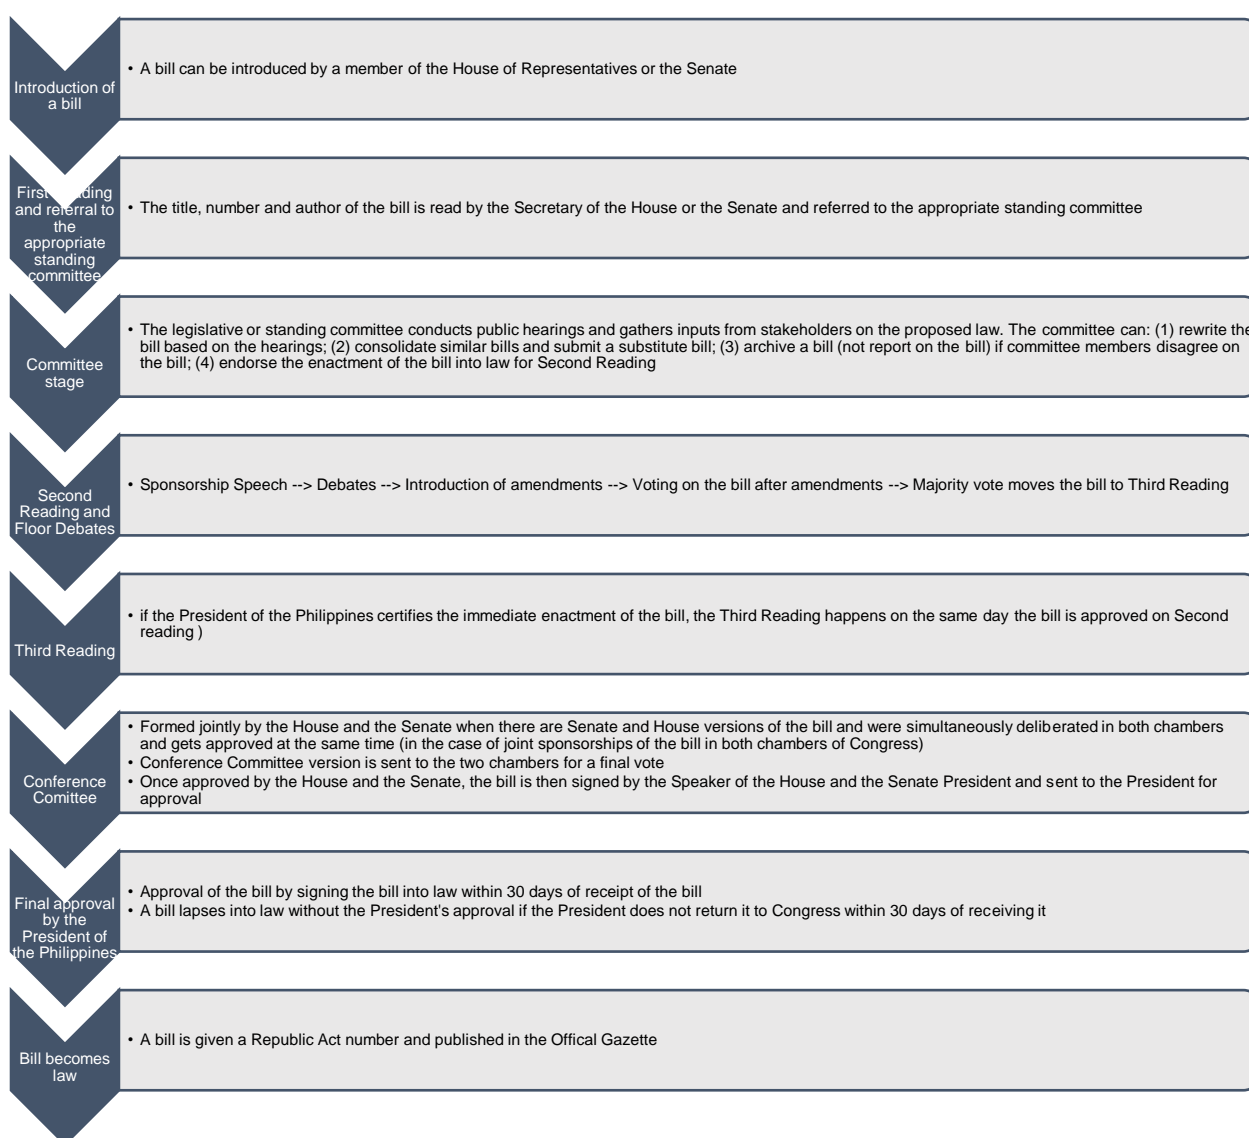 Introduction of
a bill
• A bill can be introduced by a member of the House of Representatives or the Senate
First
and referral to
the
appropriate
standing
committee
• The title, number and author of the bill is read by the Secretary of the House or the Senate and referred to the appropriate standing committee
Committee
stage
• The legislative or standing committee conducts public hearings and gathers inputs from stakeholders on the proposed law. The committee can: (1) rewrite the
bill based on the hearings; (2) consolidate similar bills and submit a substitute bill; (3) archive a bill (not report on the bill) if committee members disagree on
the bill; (4) endorse the enactment of the bill into law for Second Reading
Second
Reading and
Floor Debates
• Sponsorship Speech --> Debates --> Introduction of amendments --> Voting on the bill after amendments --> Majority vote moves the bill to Third Reading
Third Reading
• if the President of the Philippines certifies the immediate enactment of the bill, the Third Reading happens on the same day the bill is approved on Second
reading )
Conference
Comittee
• Formed jointly by the House and the Senate when there are Senate and House versions of the bill and were simultaneously deliberated in both chambers
and gets approved at the same time (in the case of joint sponsorships of the bill in both chambers of Congress)
• Conference Committee version is sent to the two chambers for a final vote
• Once approved by the House and the Senate, the bill is then signed by the Speaker of the House and the Senate President and sent to the President for
approval
Final approval
by the
President of
the Philippines
• Approval of the bill by signing the bill into law within 30 days of receipt of the bill
• A bill lapses into law without the President's approval if the President does not return it to Congress within 30 days of receiving it
Bill becomes
law
• A bill is given a Republic Act number and published in the Offical Gazette